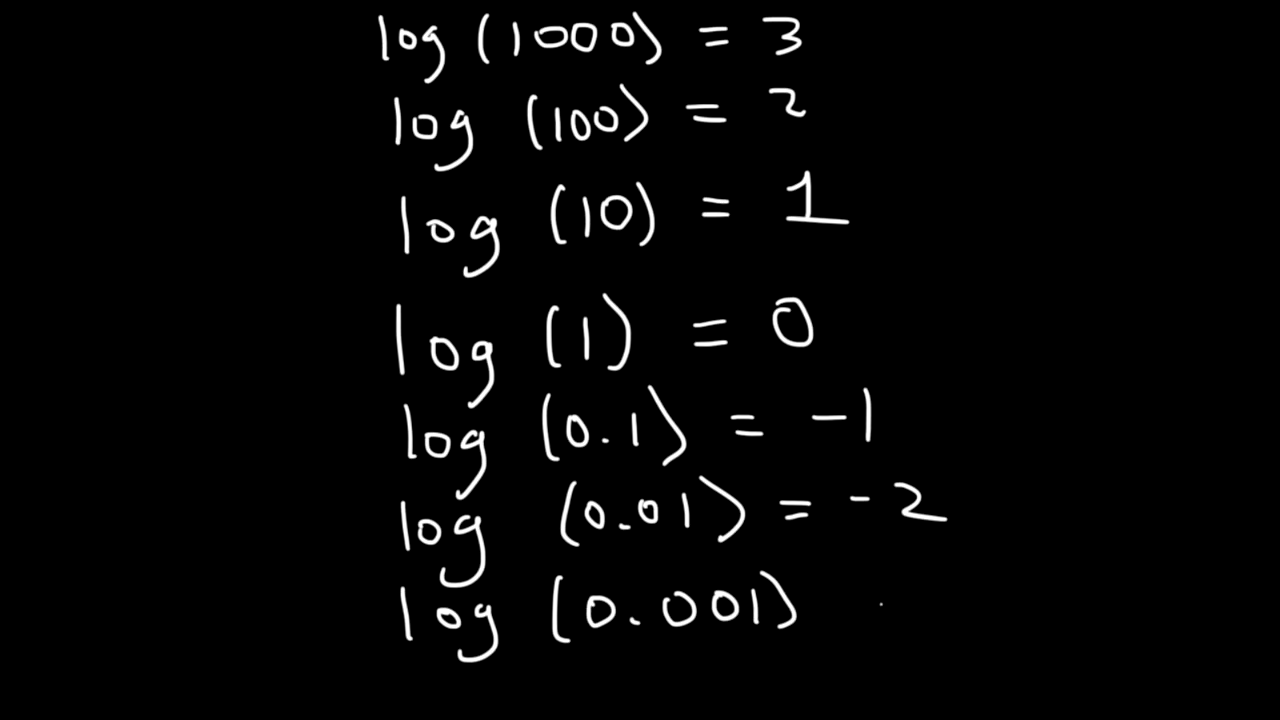 log (1000) = 3
log (100) = 2
log (10) = 1
log (1) = 0
log (0.1) = -1
log (0.01) = -2
log (0.001)